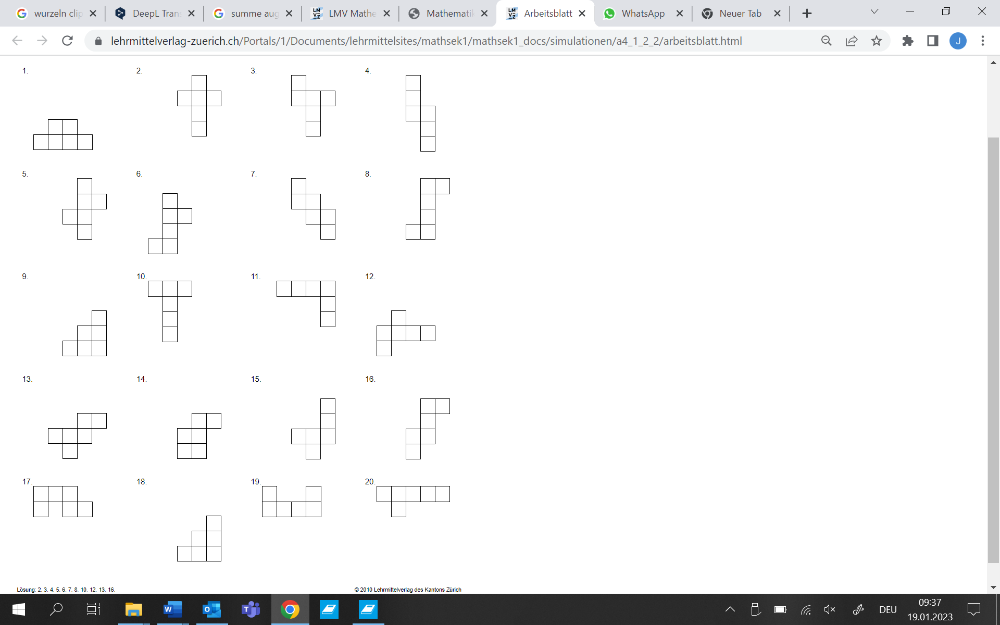 wurzeln clip
DeepL Trans
summe aug
LMV Mathe
Mathematik
Arbeitsblatt
WhatsApp
Neuer Tab
lehrmittelverlag-zuerich.ch/Portals/1/Documents/lehrmittelsites/mathsek1/mathsek1_docs/simulationen/a4_1_2_2/arbeitsblatt.html
J
1. 2. 3. 4.
5. 6. 7. 8.
9. 10. 11. 12.
13. 14. 15. 16.
17. 18. 19. 20.
Lösung: 2. 3. 4. 5. 6. 7. 8. 10. 12. 13. 16.
© 2010 Lehrmittelverlag des Kantons Zürich
DEU
09:37
19.01.2023